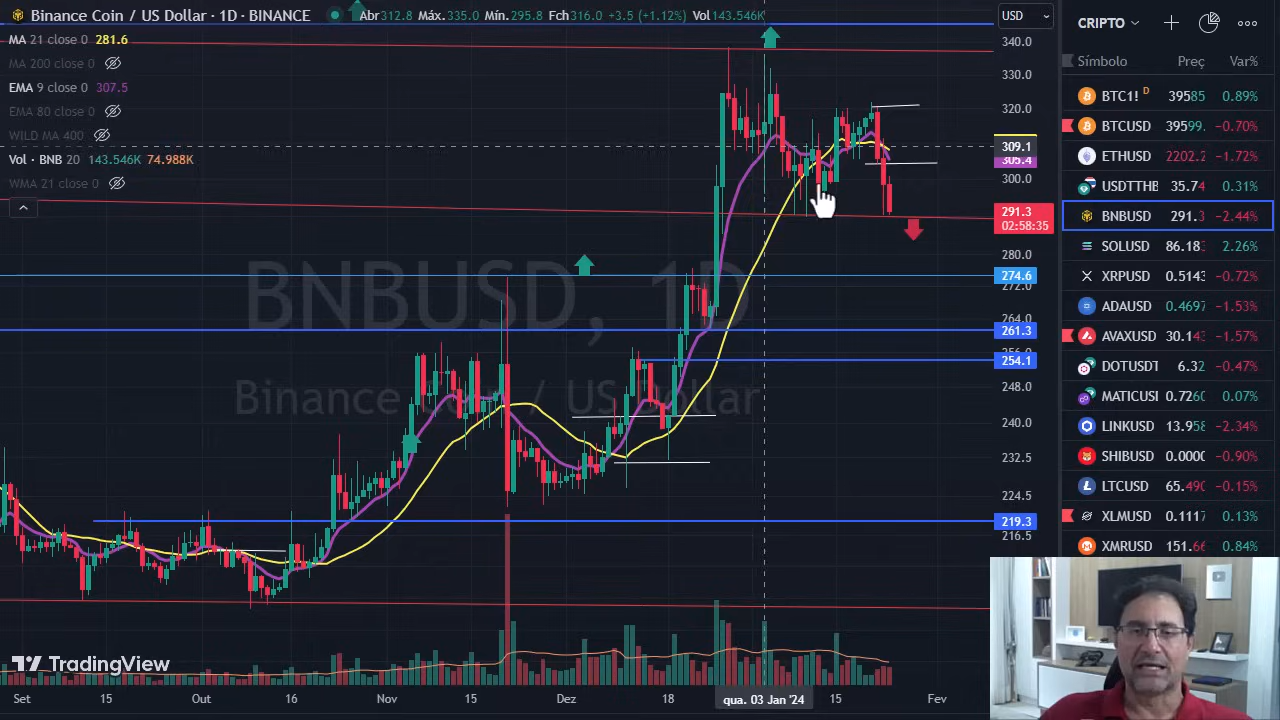 Binance Coin / US Dollar · 1D · BINANCE
Abr312.8 Máx.335.0 Mín.295.8 Fch316.0 +3.5 (+1.12%) Vol143.546K
MA 21 close 0 281.6
MA 200 close 0
EMA 9 close 0 307.5
EMA 80 close 0
WILD MA 400
Vol · BNB 20 143.546K 74.988K
WMA 21 close 0
BNBUSD, 1D
Binance Coin / US Dollar
TradingView
USD
340.0
330.0
320.0
309.1
305.4
300.0
291.3
02:58:35
280.0
274.6
272.0
264.0
261.3
256.0
254.1
248.0
240.0
232.5
224.5
219.3
216.5
Set 15 Out 16 Nov 15 Dez 18 qua. 03 Jan '24 15 Fev
CRIPTO
Símbolo Preç Var%
BTC1! D 39585 0.89%
BTCUSD 39599. −0.70%
ETHUSD 2202.2 −1.72%
USDTTHB 35.74 0.31%
BNBUSD 291.3 −2.44%
SOLUSD 86.183 2.26%
XRPUSD 0.5143 −0.72%
ADAUSD 0.4697 −1.53%
AVAXUSD 30.143 −1.57%
DOTUSDT 6.32 −0.47%
MATICUSI 0.7260 0.07%
LINKUSD 13.958 −2.34%
SHIBUSD 0.0000 −0.90%
LTCUSD 65.490 −0.15%
XLMUSD 0.1117 0.13%
XMRUSD 151.66 0.84%